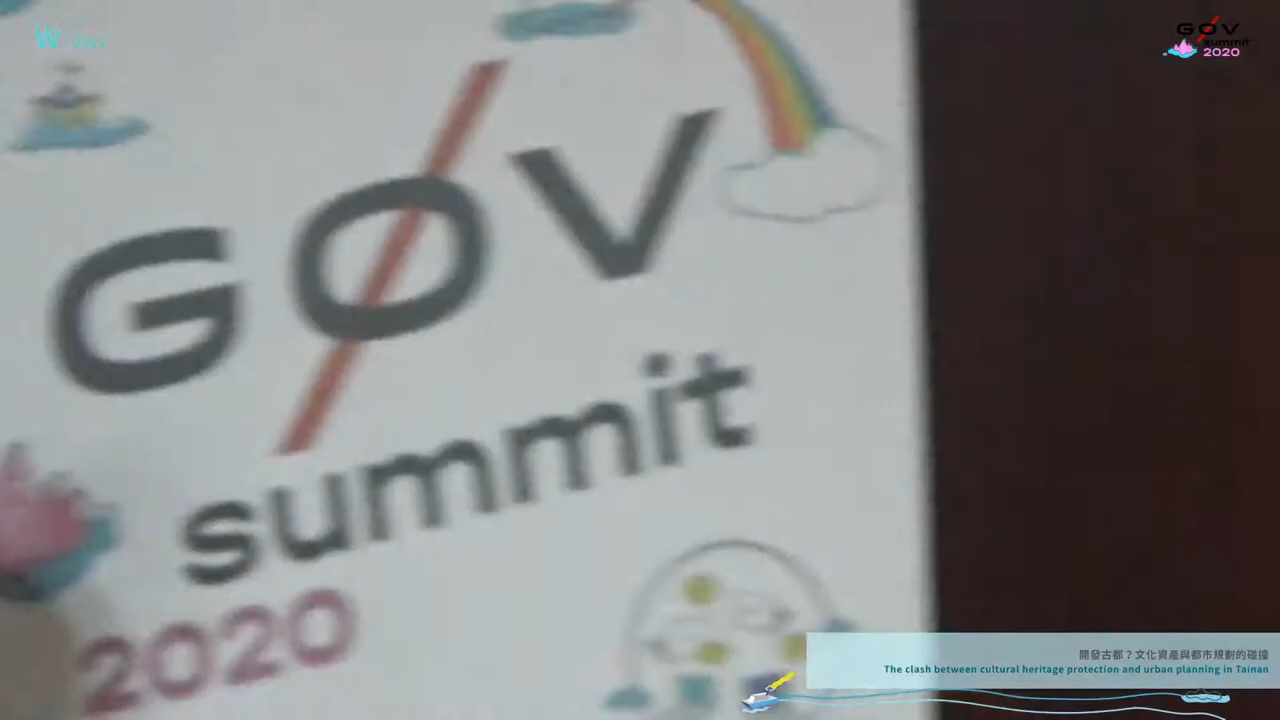 GØV
summit
2020
GØV
summit
2020
開發古都？文化資產與都市規劃的碰撞
The clash between cultural heritage protection and urban planning in Tainan